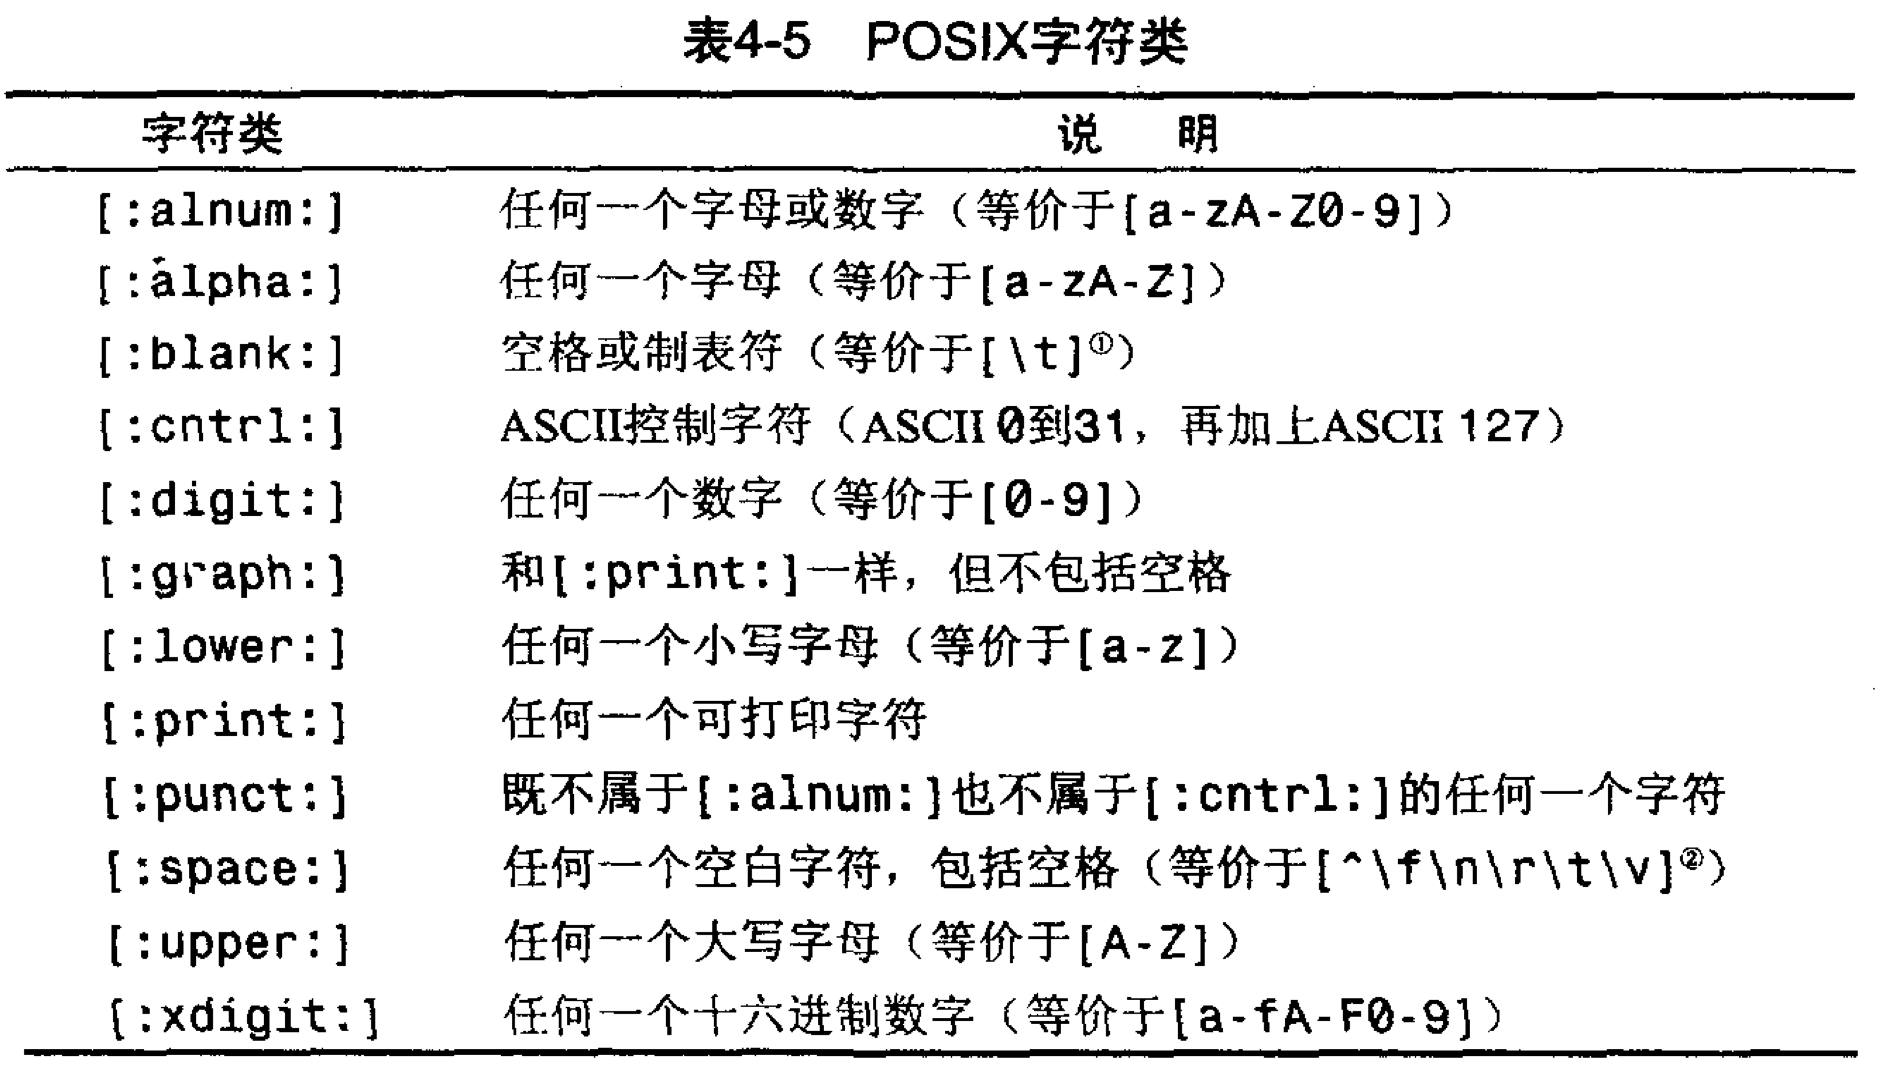 表4-5 POSIX字符类
字符类 说 明
[:alnum:] 任何一个字母或数字（等价于[a-zA-Z0-9]）
[:alpha:] 任何一个字母（等价于[a-zA-Z]）
[:blank:] 空格或制表符（等价于[\t]①）
[:cntrl:] ASCII控制字符（ASCII 0到31，再加上ASCII 127）
[:digit:] 任何一个数字（等价于[0-9]）
[:graph:] 和[:print:]一样，但不包括空格
[:lower:] 任何一个小写字母（等价于[a-z]）
[:print:] 任何一个可打印字符
[:punct:] 既不属于[:alnum:]也不属于[:cntrl:]的任何一个字符
[:space:] 任何一个空白字符，包括空格（等价于[^\f\n\r\t\v]②）
[:upper:] 任何一个大写字母（等价于[A-Z]）
[:xdigit:] 任何一个十六进制数字（等价于[a-fA-F0-9]）